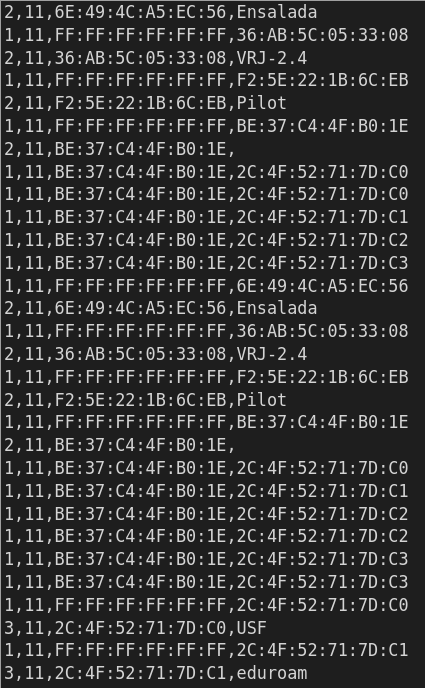 2,11,6E:49:4C:A5:EC:56,Ensalada
1,11,FF:FF:FF:FF:FF:FF,36:AB:5C:05:33:08
2,11,36:AB:5C:05:33:08,VRJ-2.4
1,11,FF:FF:FF:FF:FF:FF,F2:5E:22:1B:6C:EB
2,11,F2:5E:22:1B:6C:EB,Pilot
1,11,FF:FF:FF:FF:FF:FF,BE:37:C4:4F:B0:1E
2,11,BE:37:C4:4F:B0:1E,
1,11,BE:37:C4:4F:B0:1E,2C:4F:52:71:7D:C0
1,11,BE:37:C4:4F:B0:1E,2C:4F:52:71:7D:C0
1,11,BE:37:C4:4F:B0:1E,2C:4F:52:71:7D:C1
1,11,BE:37:C4:4F:B0:1E,2C:4F:52:71:7D:C2
1,11,BE:37:C4:4F:B0:1E,2C:4F:52:71:7D:C3
1,11,FF:FF:FF:FF:FF:FF,6E:49:4C:A5:EC:56
2,11,6E:49:4C:A5:EC:56,Ensalada
1,11,FF:FF:FF:FF:FF:FF,36:AB:5C:05:33:08
2,11,36:AB:5C:05:33:08,VRJ-2.4
1,11,FF:FF:FF:FF:FF:FF,F2:5E:22:1B:6C:EB
2,11,F2:5E:22:1B:6C:EB,Pilot
1,11,FF:FF:FF:FF:FF:FF,BE:37:C4:4F:B0:1E
2,11,BE:37:C4:4F:B0:1E,
1,11,BE:37:C4:4F:B0:1E,2C:4F:52:71:7D:C0
1,11,BE:37:C4:4F:B0:1E,2C:4F:52:71:7D:C1
1,11,BE:37:C4:4F:B0:1E,2C:4F:52:71:7D:C2
1,11,BE:37:C4:4F:B0:1E,2C:4F:52:71:7D:C2
1,11,BE:37:C4:4F:B0:1E,2C:4F:52:71:7D:C3
1,11,BE:37:C4:4F:B0:1E,2C:4F:52:71:7D:C3
1,11,FF:FF:FF:FF:FF:FF,2C:4F:52:71:7D:C0
3,11,2C:4F:52:71:7D:C0,USF
1,11,FF:FF:FF:FF:FF:FF,2C:4F:52:71:7D:C1
3,11,2C:4F:52:71:7D:C1,eduroam